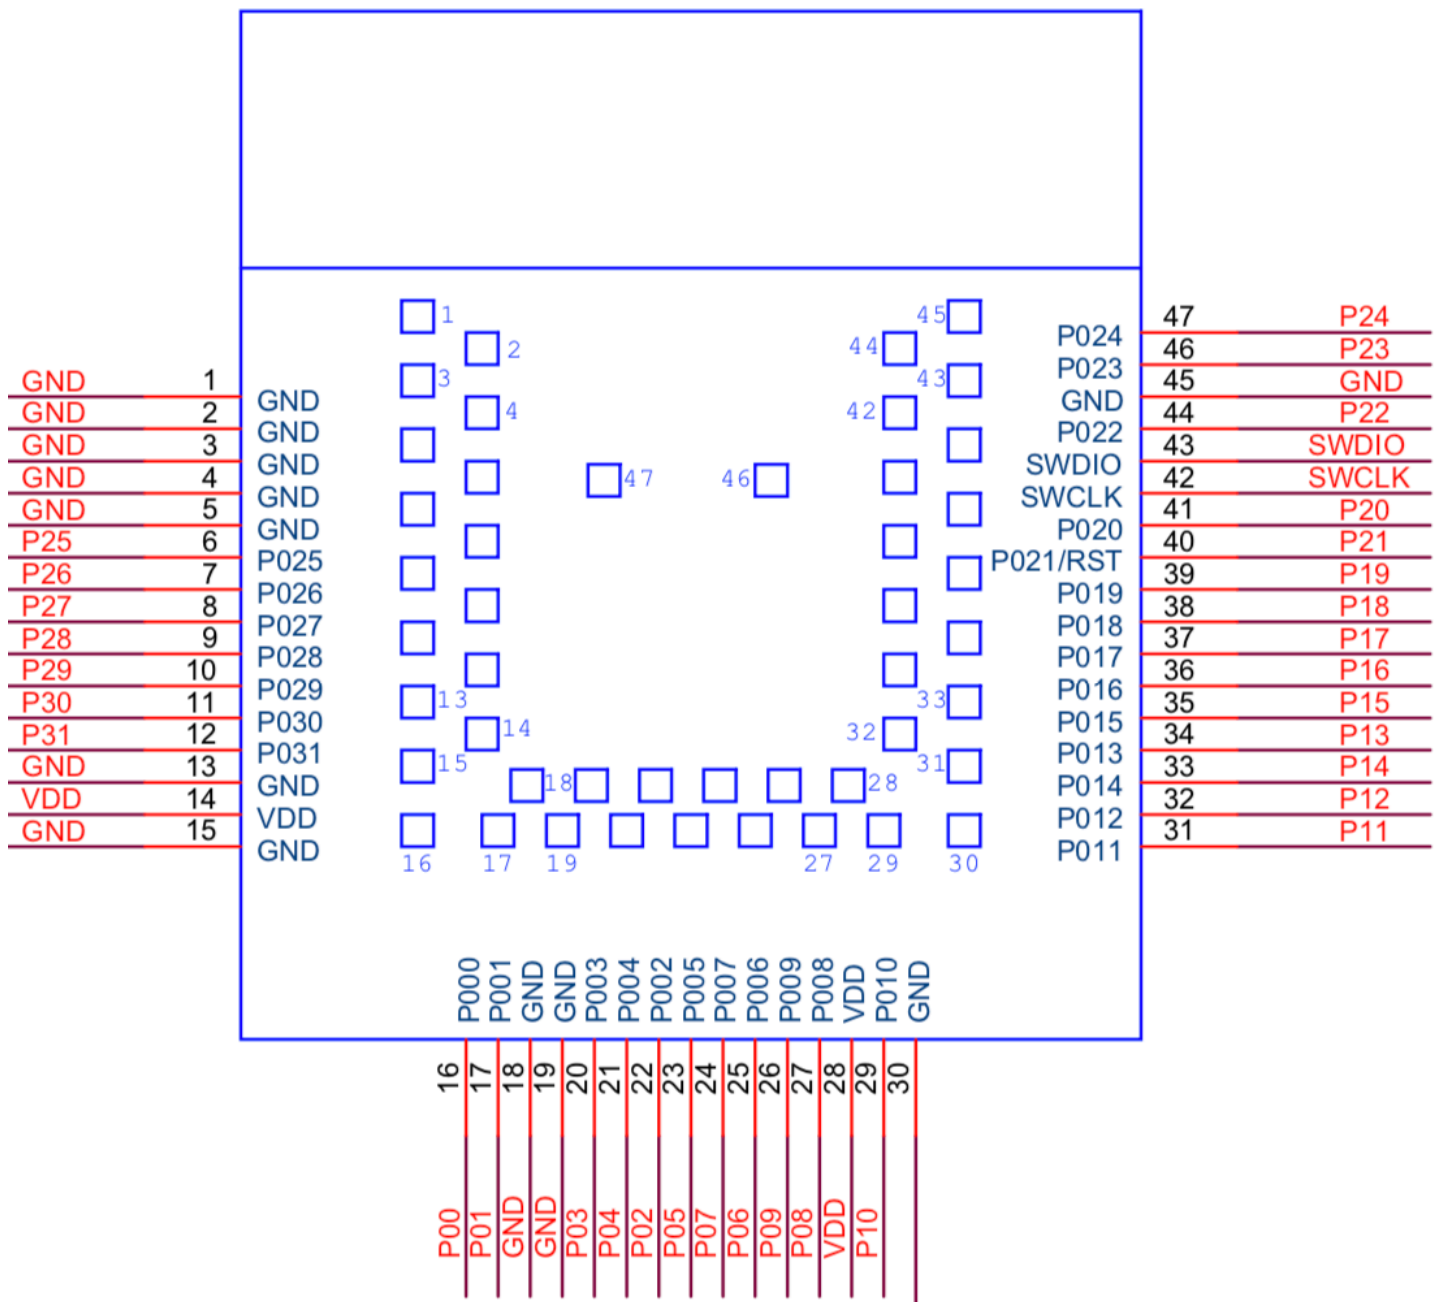 1
45
2
44
3
43
4
42
47
46
13
33
14
32
15
31
18
28
16
17
19
27
29
30
GND 1 GND
GND 2 GND
GND 3 GND
GND 4 GND
GND 5 GND
P25 6 P025
P26 7 P026
P27 8 P027
P28 9 P028
P29 10 P029
P30 11 P030
P31 12 P031
GND 13 GND
VDD 14 VDD
GND 15 GND
P024 47 P24
P023 46 P23
GND 45 GND
P022 44 P22
SWDIO 43 SWDIO
SWCLK 42 SWCLK
P020 41 P20
P021/RST 40 P21
P019 39 P19
P018 38 P18
P017 37 P17
P016 36 P16
P015 35 P15
P013 34 P13
P014 33 P14
P012 32 P12
P011 31 P11
P000 16 P00
P001 17 P01
GND 18 GND
GND 19 GND
P003 20 P03
P004 21 P04
P002 22 P02
P005 23 P05
P007 24 P07
P006 25 P06
P009 26 P09
P008 27 P08
VDD 28 VDD
P010 29 P10
GND 30